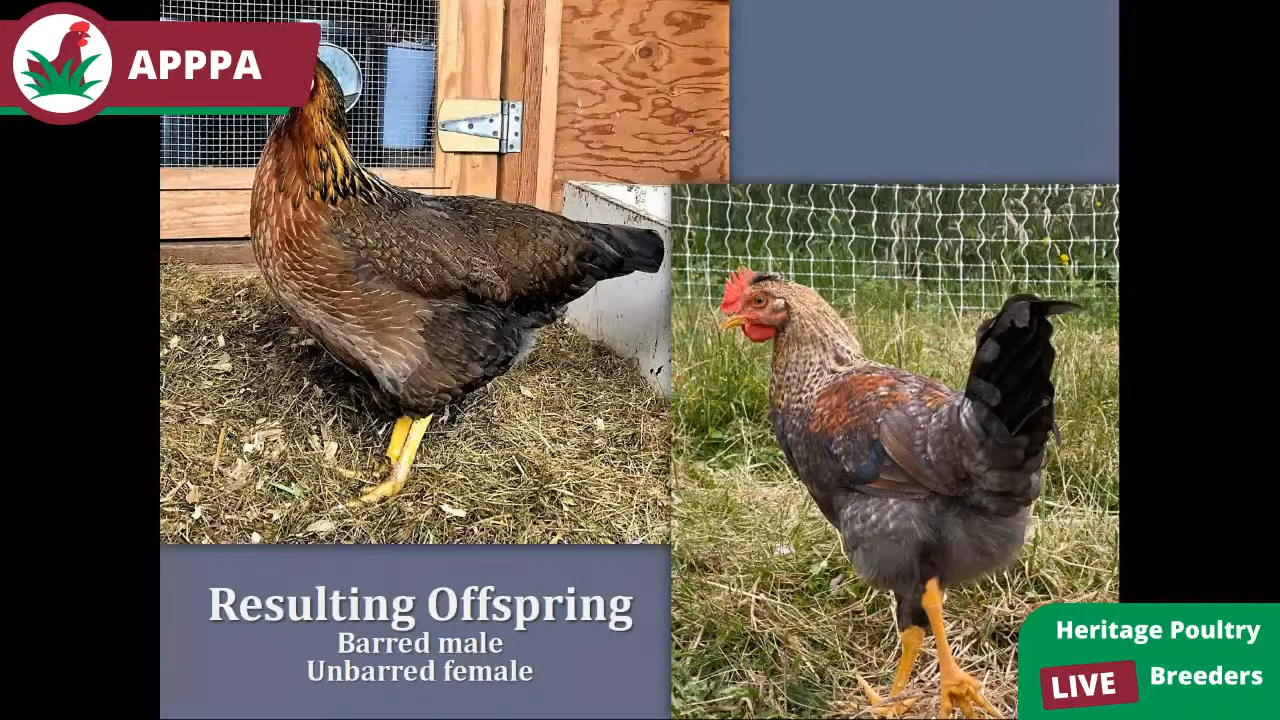 APPPA
Resulting Offspring
Barred male
Unbarred female
Heritage Poultry
LIVE Breeders